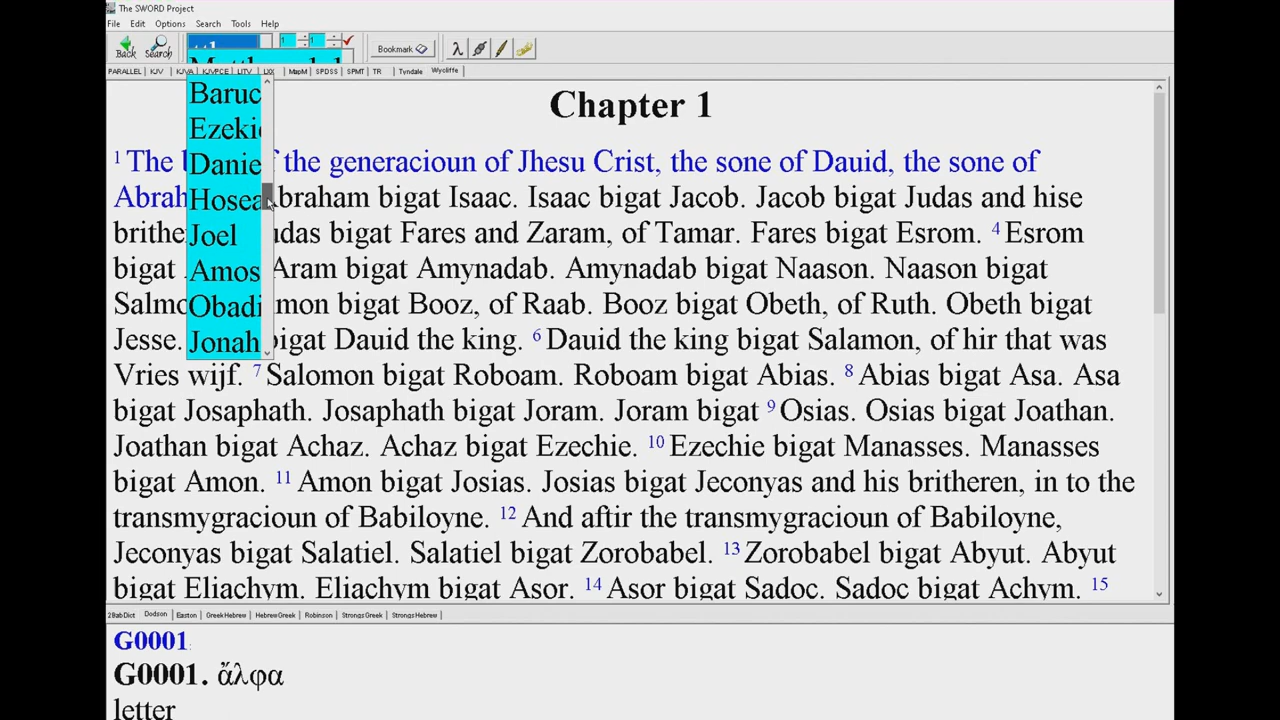 The SWORD Project
File Edit Options Search Tools Help
Back Search 1 1 Bookmark λ
PARALLEL KJV KJVA KJVPCE LITV LXX MapM SPDSS SPMT TR Tyndale Wycliffe
Baruc
Ezeki
Danie
Hosea
Joel
Amos
Obadi
Jonah
Chapter 1
1 The the generacioun of Jhesu Crist, the sone of Dauid, the sone of
Abrah braham bigat Isaac. Isaac bigat Jacob. Jacob bigat Judas and hise
brithe udas bigat Fares and Zaram, of Tamar. Fares bigat Esrom. 4 Esrom
bigat Aram bigat Amynadab. Amynadab bigat Naason. Naason bigat
Salmo mon bigat Booz, of Raab. Booz bigat Obeth, of Ruth. Obeth bigat
Jesse. bigat Dauid the king. 6 Dauid the king bigat Salamon, of hir that was
Vries wijf. 7 Salomon bigat Roboam. Roboam bigat Abias. 8 Abias bigat Asa. Asa
bigat Josaphath. Josaphath bigat Joram. Joram bigat 9 Osias. Osias bigat Joathan.
Joathan bigat Achaz. Achaz bigat Ezechie. 10 Ezechie bigat Manasses. Manasses
bigat Amon. 11 Amon bigat Josias. Josias bigat Jeconyas and his britheren, in to the
transmygracioun of Babiloyne. 12 And aftir the transmygracioun of Babiloyne,
Jeconyas bigat Salatiel. Salatiel bigat Zorobabel. 13 Zorobabel bigat Abyut. Abyut
bigat Eliachym. Eliachym bigat Asor. 14 Asor bigat Sadoc. Sadoc bigat Achym. 15
2BabDict Dodson Easton GreekHebrew HebrewGreek Robinson StrongsGreek StrongsHebrew
G0001
G0001. ἄλφα
letter